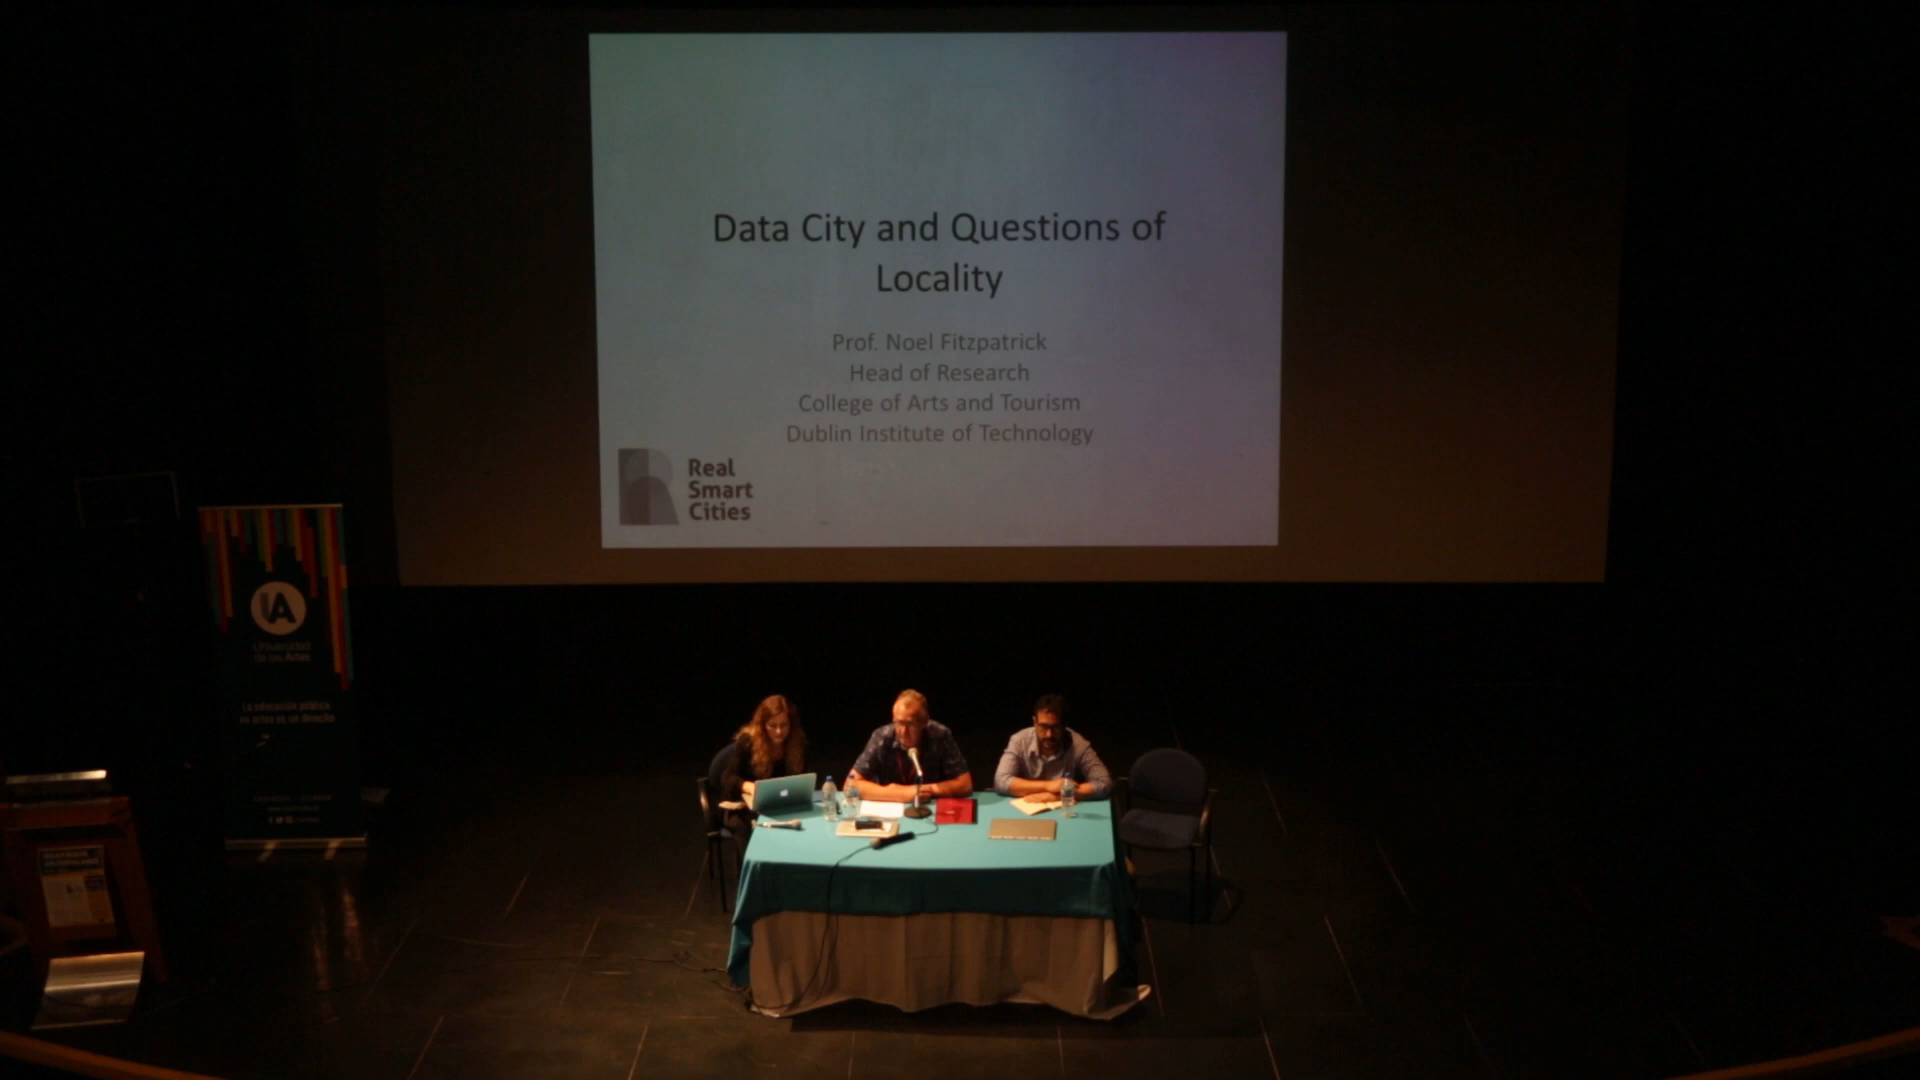 Data City and Questions of
Locality
Prof. Noel Fitzpatrick
Head of Research
College of Arts and Tourism
Dublin Institute of Technology
Real
Smart
Cities
UA
Universidad
de las Artes
La educación pública
en artes es un derecho